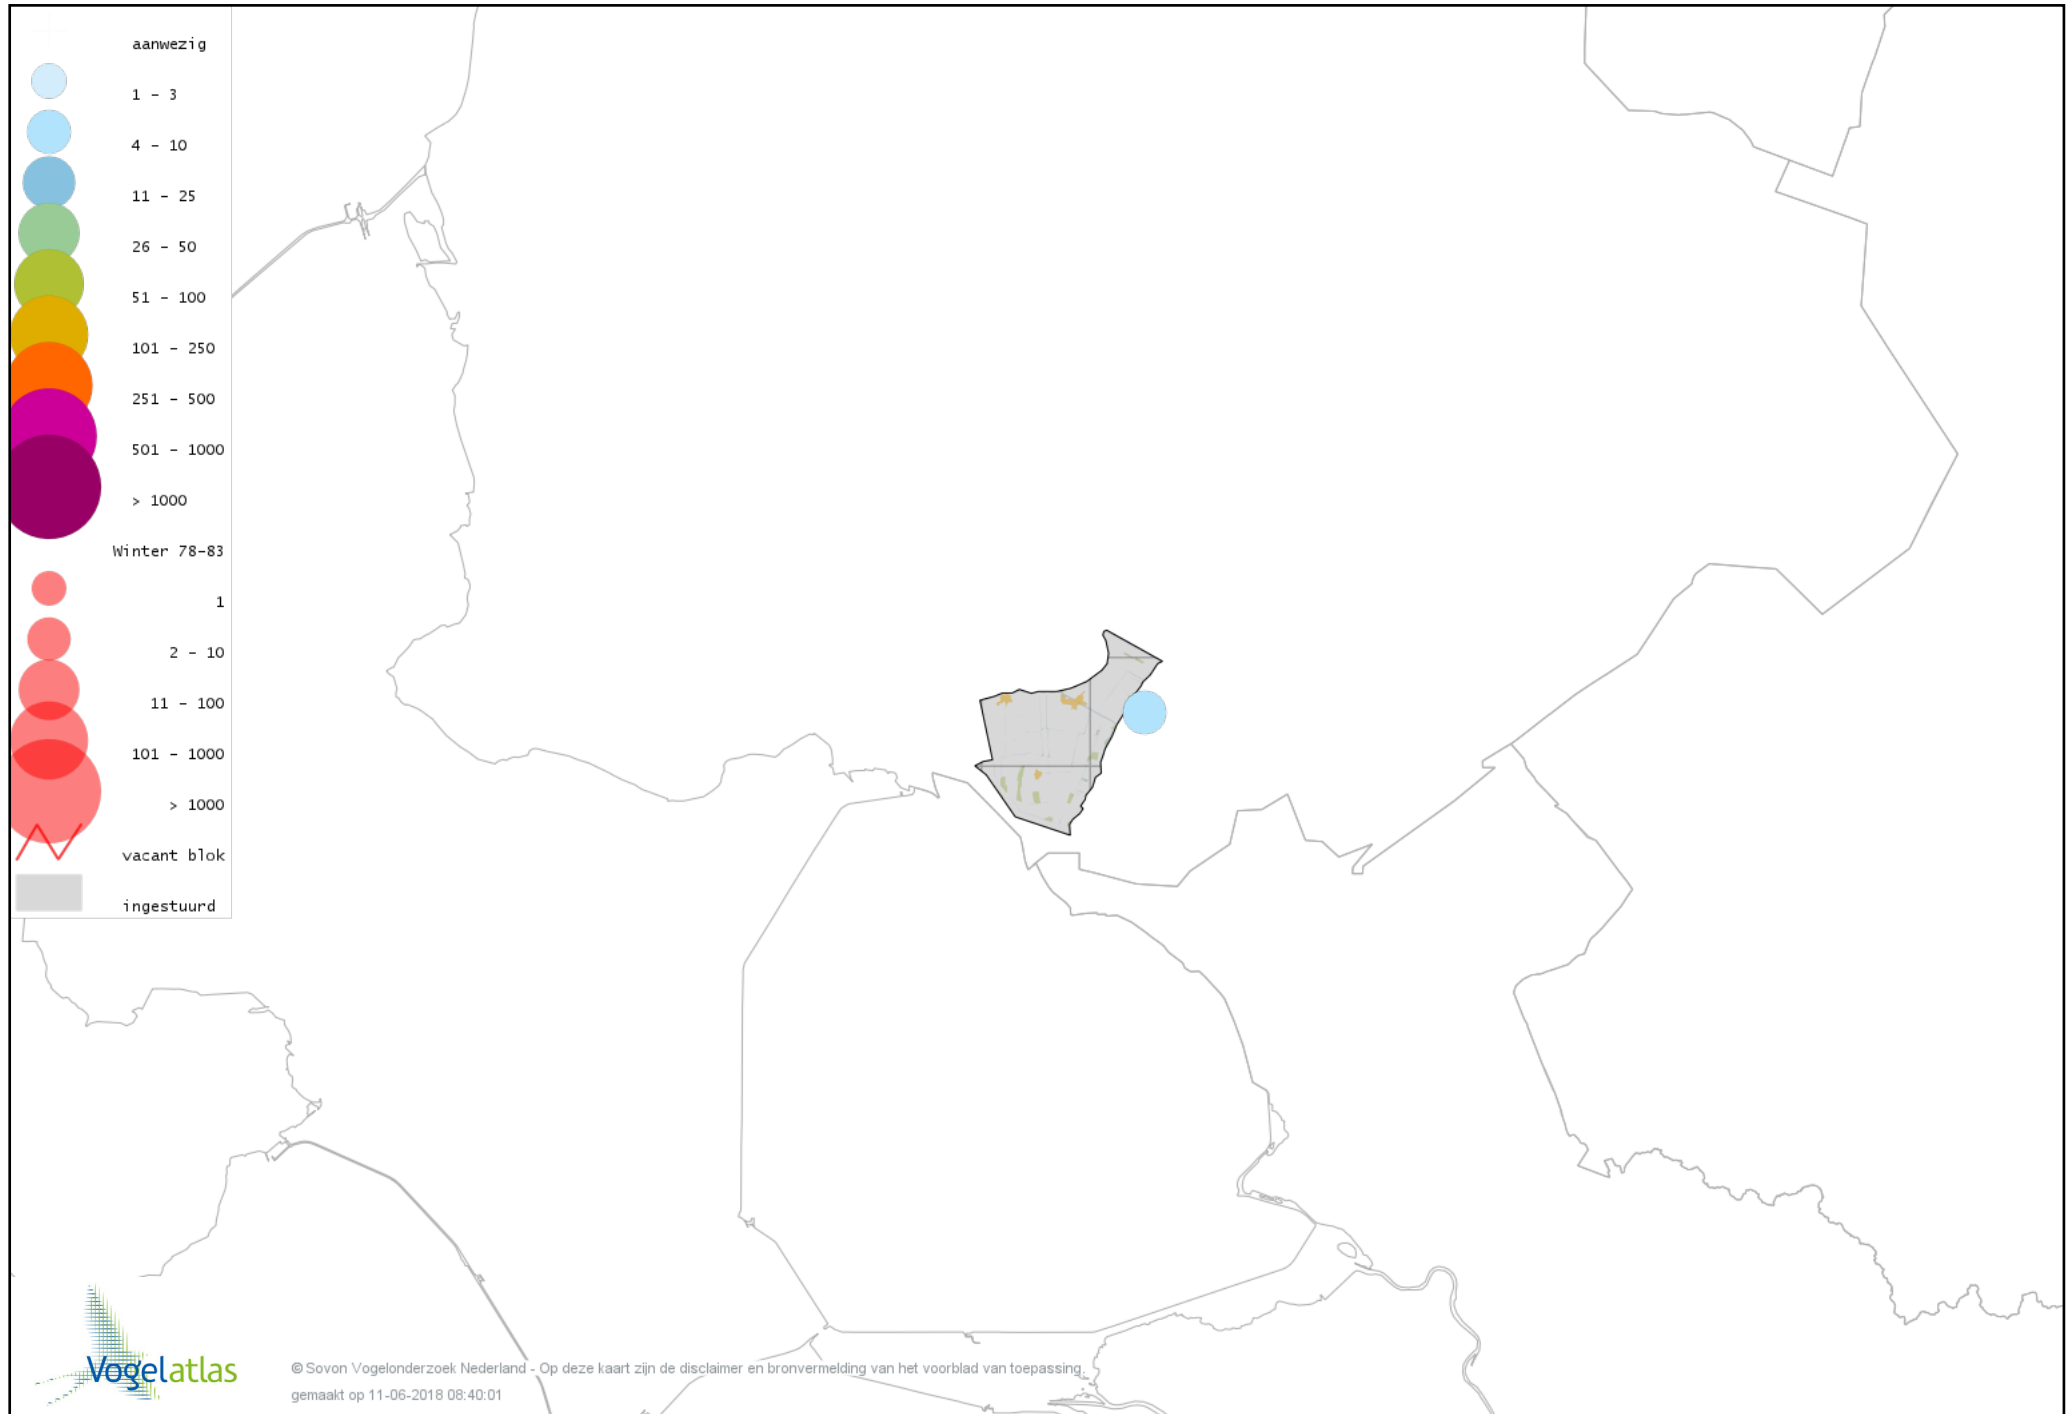 aanwezig
1 - 3
4 - 10
11 - 25
26 - 50
51 - 100
101 - 250
251 - 500
501 - 1000
> 1000
Winter 78-83
1
2 - 10
11 - 100
101 - 1000
> 1000
vacant blok
ingestuurd
Vogelatlas
© Sovon Vogelonderzoek Nederland - Op deze kaart zijn de disclaimer en bronvermelding van het voorblad van toepassing.
gemaakt op 11-06-2018 08:40:01